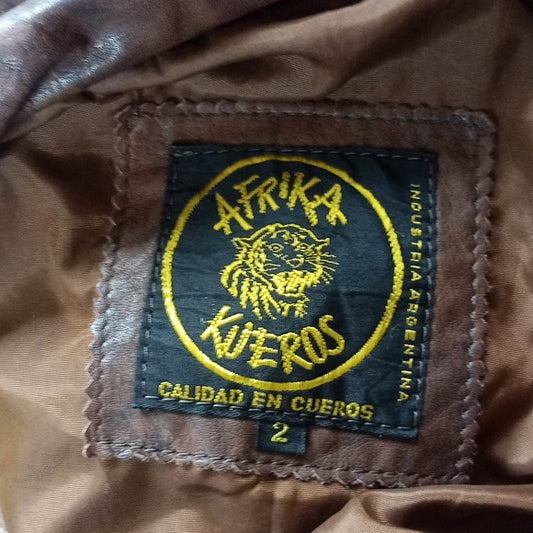 AFRIKA
KUEROS
INDUSTRIA ARGENTINA
CALIDAD EN CUEROS
2